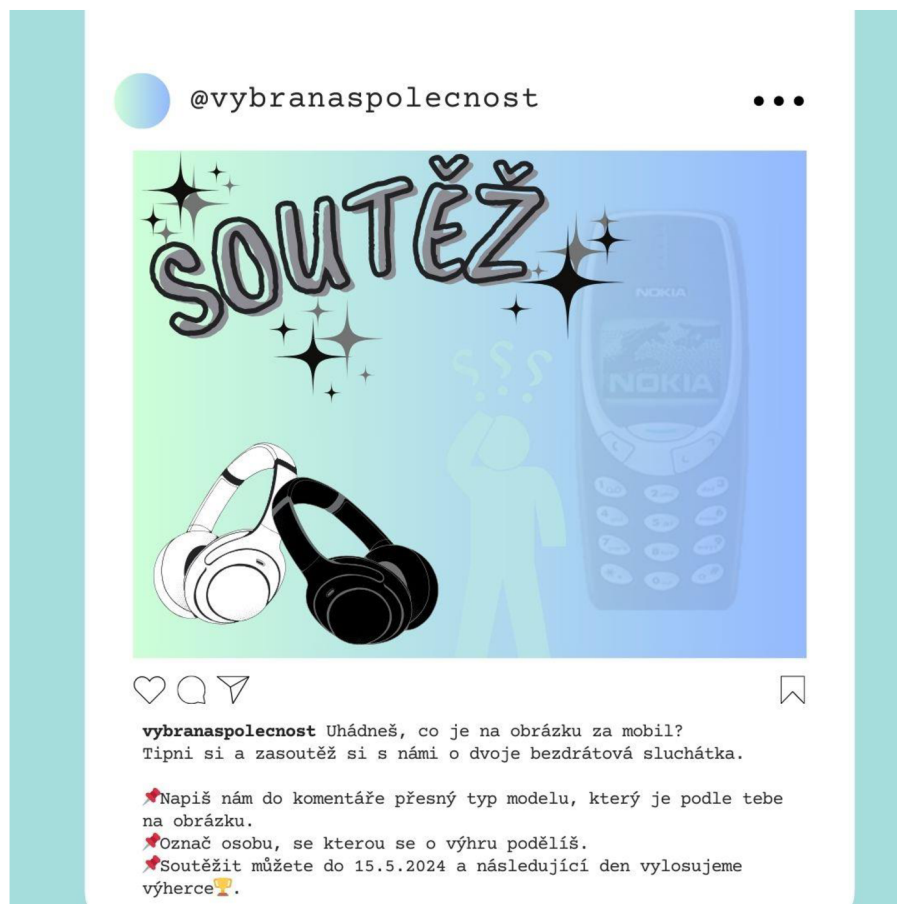 @vybranaspolecnost
SOUTĚŽ
NOKIA
NOKIA
vybranaspolecnost Uhádneš, co je na obrázku za mobil?
Tipni si a zasoutěž si s námi o dvoje bezdrátová sluchátka.
📌Napiš nám do komentáře přesný typ modelu, který je podle tebe
na obrázku.
📌Označ osobu, se kterou se o výhru podělíš.
📌Soutěžit můžete do 15.5.2024 a následující den vylosujeme
výherce🏆.